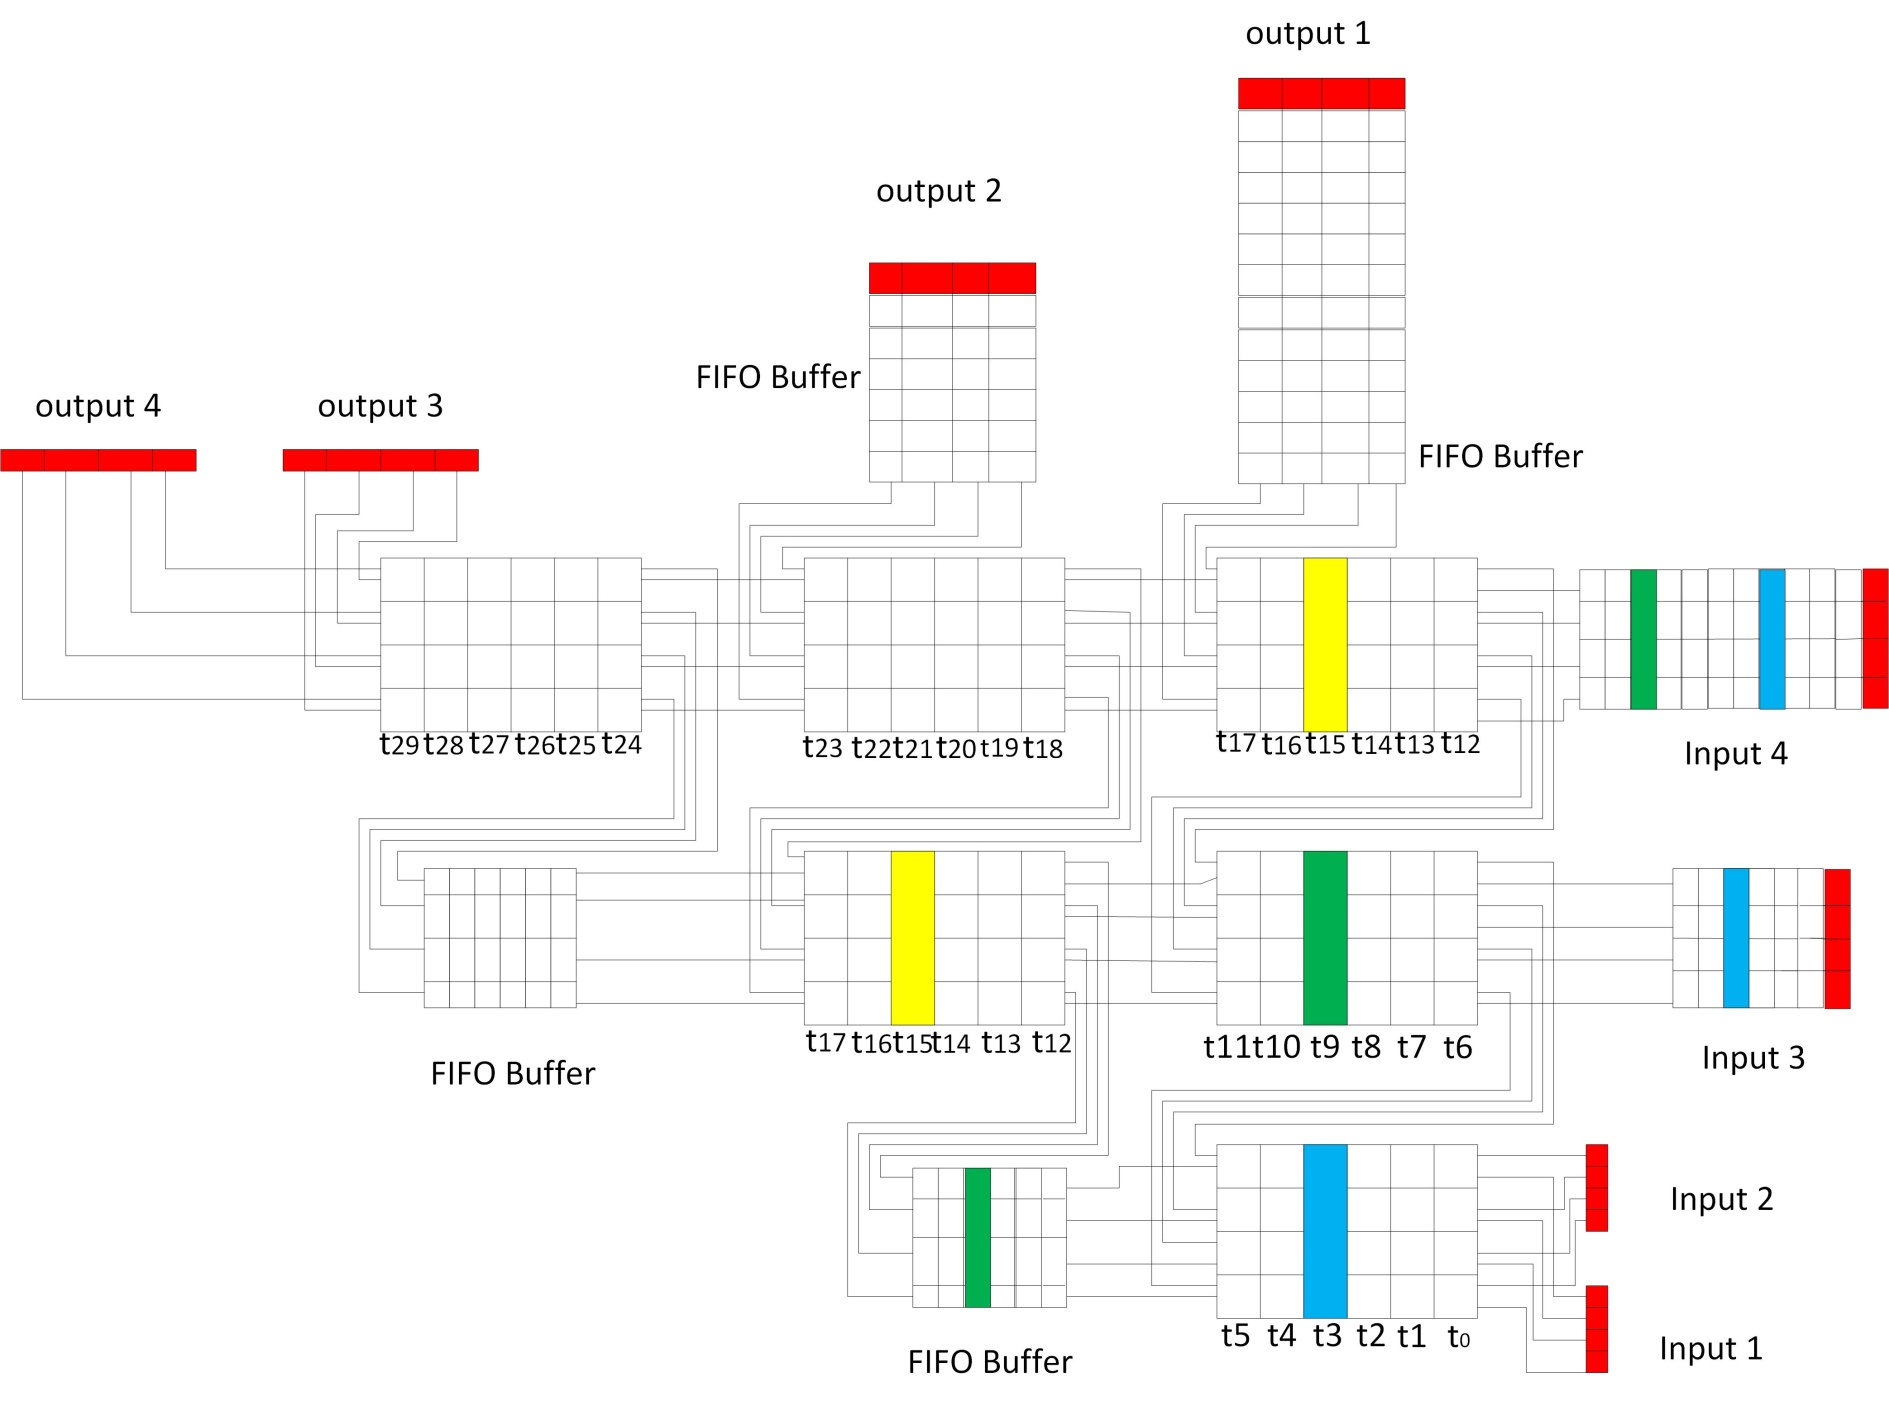 output 1
output 2
FIFO Buffer
output 4
output 3
FIFO Buffer
t29 t28 t27 t26 t25 t24
t23 t22 t21 t20 t19 t18
t17 t16 t15 t14 t13 t12
Input 4
t17 t16 t15 t14 t13 t12
t11 t10 t9 t8 t7 t6
Input 3
FIFO Buffer
Input 2
t5 t4 t3 t2 t1 t0
Input 1
FIFO Buffer